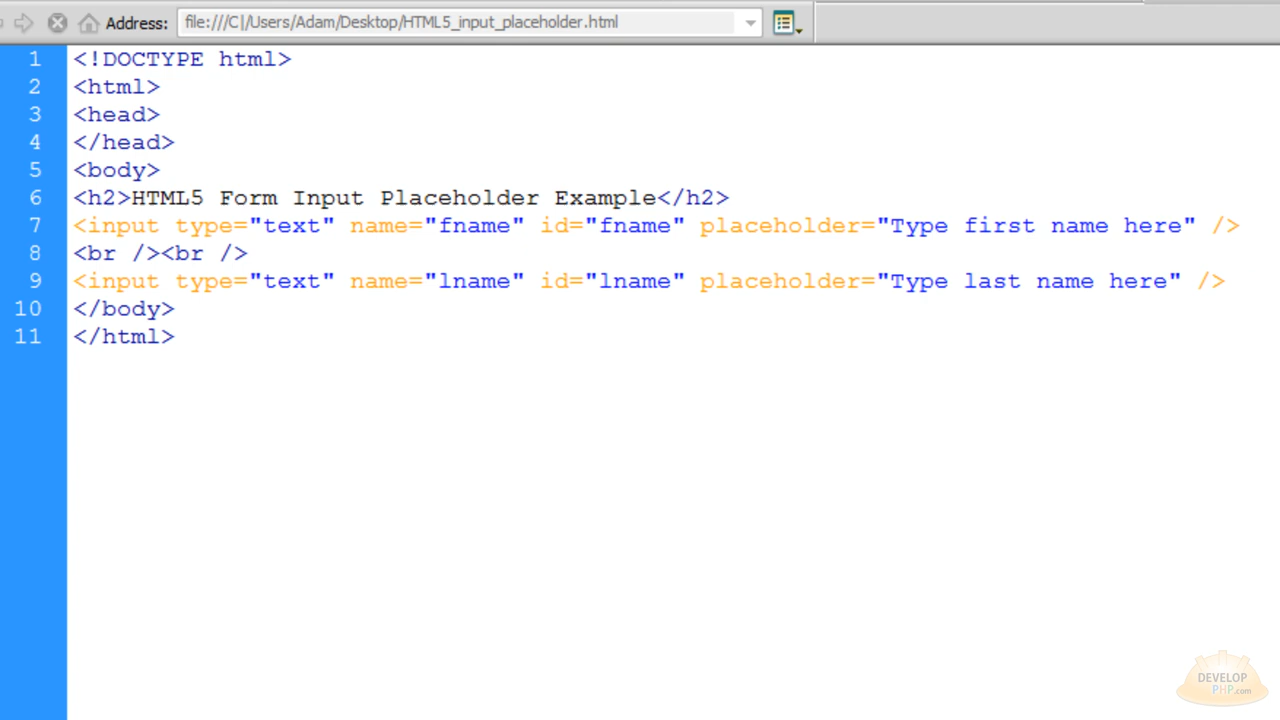 Address: file:///C|/Users/Adam/Desktop/HTML5_input_placeholder.html
1 <!DOCTYPE html>
2 <html>
3 <head>
4 </head>
5 <body>
6 <h2>HTML5 Form Input Placeholder Example</h2>
7 <input type="text" name="fname" id="fname" placeholder="Type first name here" />
8 <br /><br />
9 <input type="text" name="lname" id="lname" placeholder="Type last name here" />
10 </body>
11 </html>
DEVELOP
PHP.com